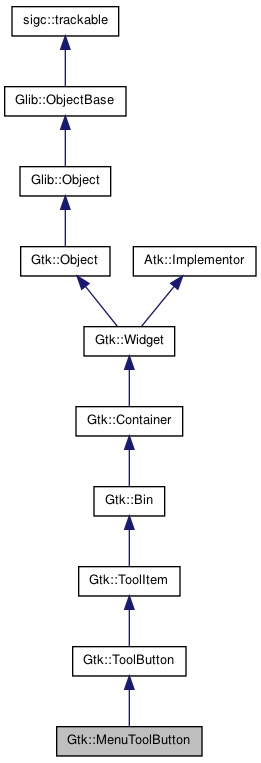 sigc::trackable
Glib::ObjectBase
Glib::Object
Gtk::Object
Atk::Implementor
Gtk::Widget
Gtk::Container
Gtk::Bin
Gtk::ToolItem
Gtk::ToolButton
Gtk::MenuToolButton